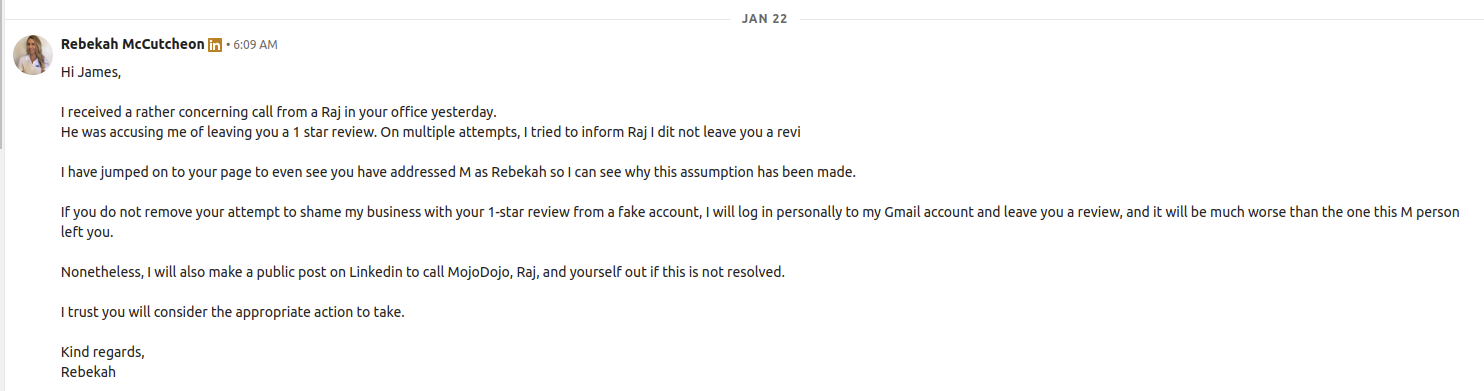 JAN 22
Rebekah McCutcheon in • 6:09 AM
Hi James,
I received a rather concerning call from a Raj in your office yesterday.
He was accusing me of leaving you a 1 star review. On multiple attempts, I tried to inform Raj I dit not leave you a revi
I have jumped on to your page to even see you have addressed M as Rebekah so I can see why this assumption has been made.
If you do not remove your attempt to shame my business with your 1-star review from a fake account, I will log in personally to my Gmail account and leave you a review, and it will be much worse than the one this M person
left you.
Nonetheless, I will also make a public post on Linkedin to call MojoDojo, Raj, and yourself out if this is not resolved.
I trust you will consider the appropriate action to take.
Kind regards,
Rebekah